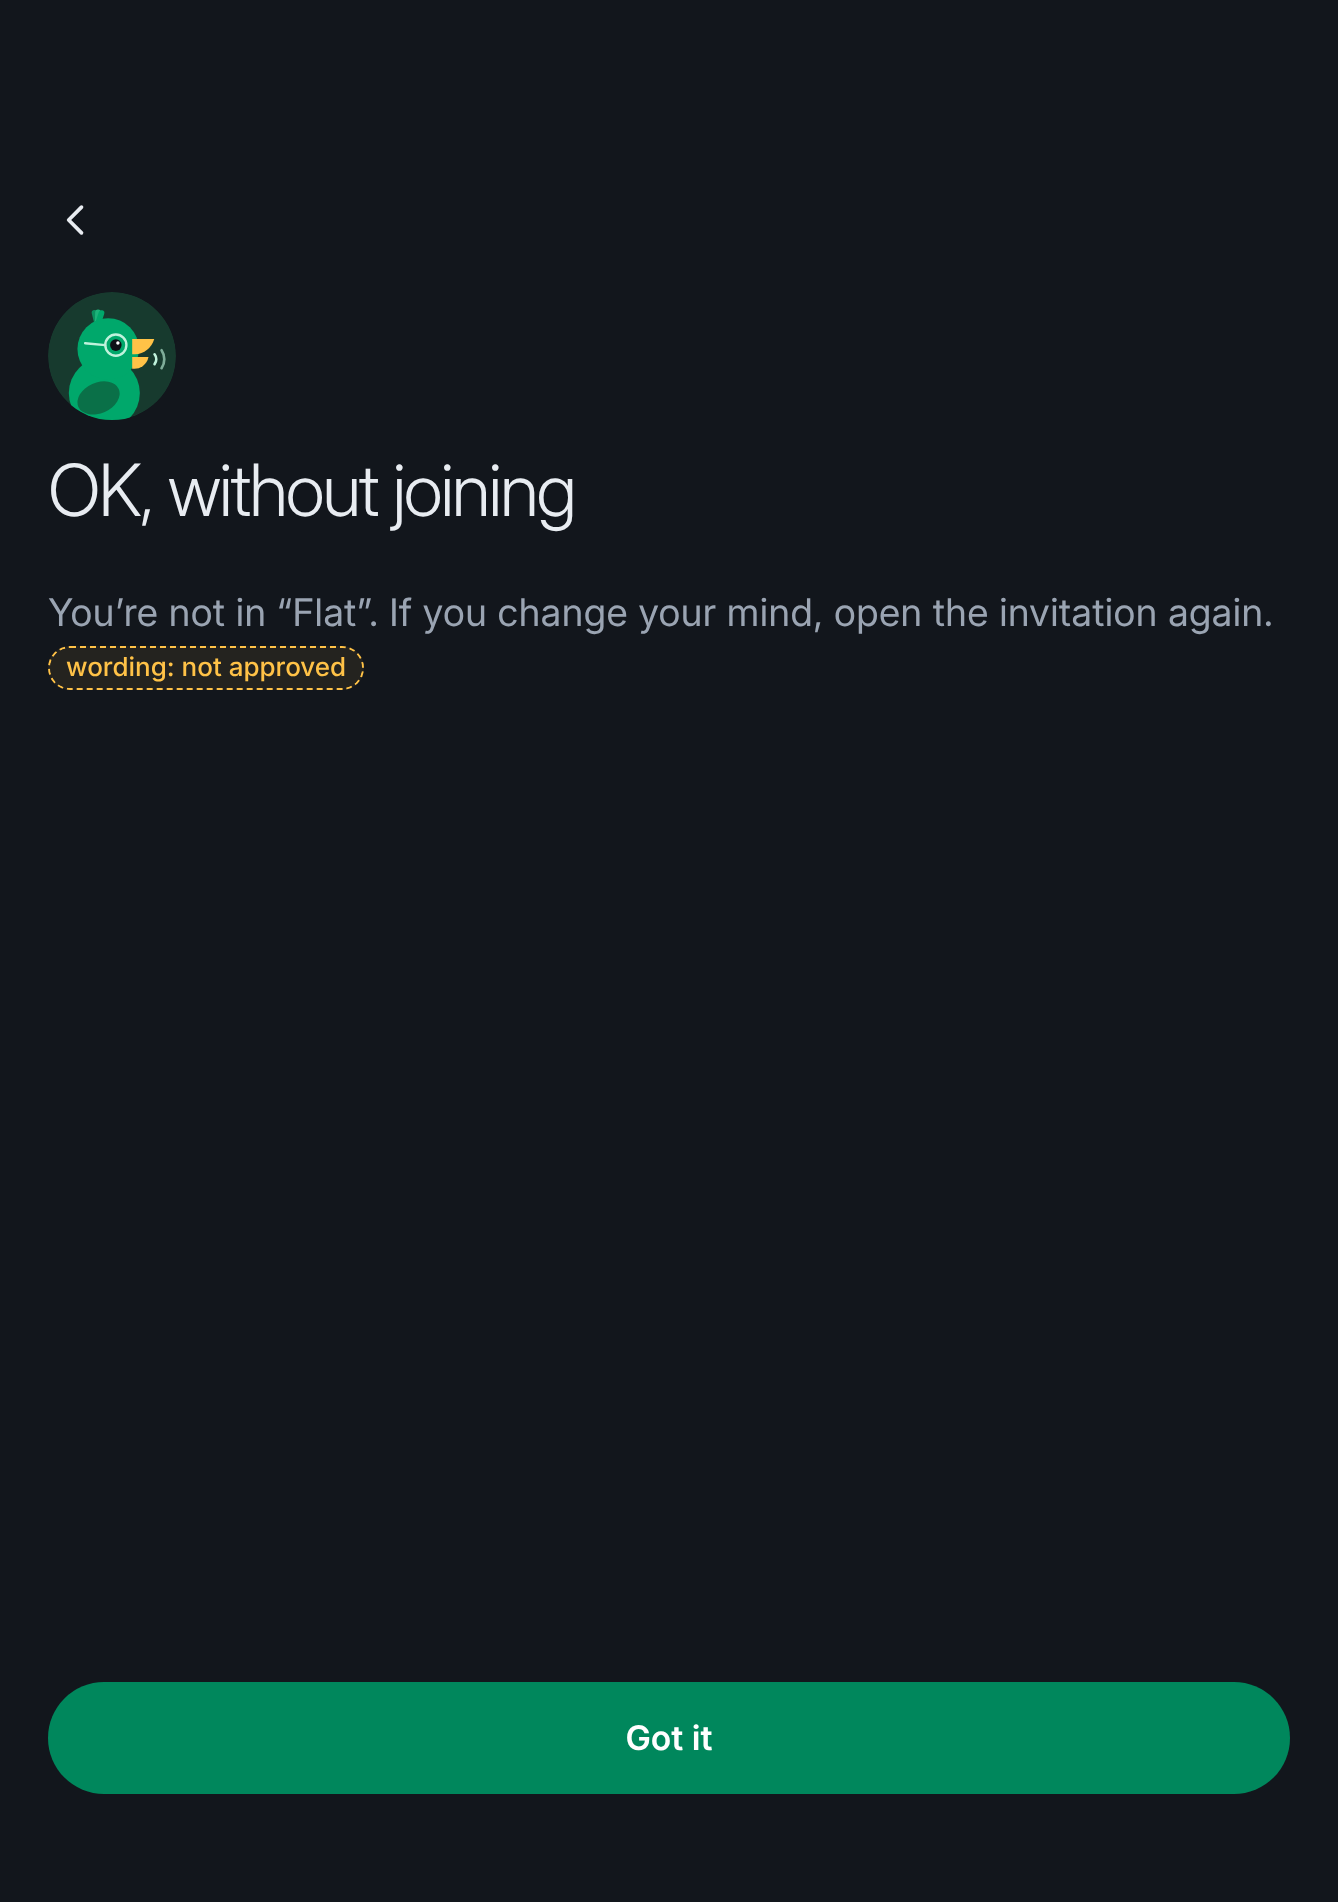 OK, without joining
You’re not in “Flat”. If you change your mind, open the invitation again.
wording: not approved
Got it